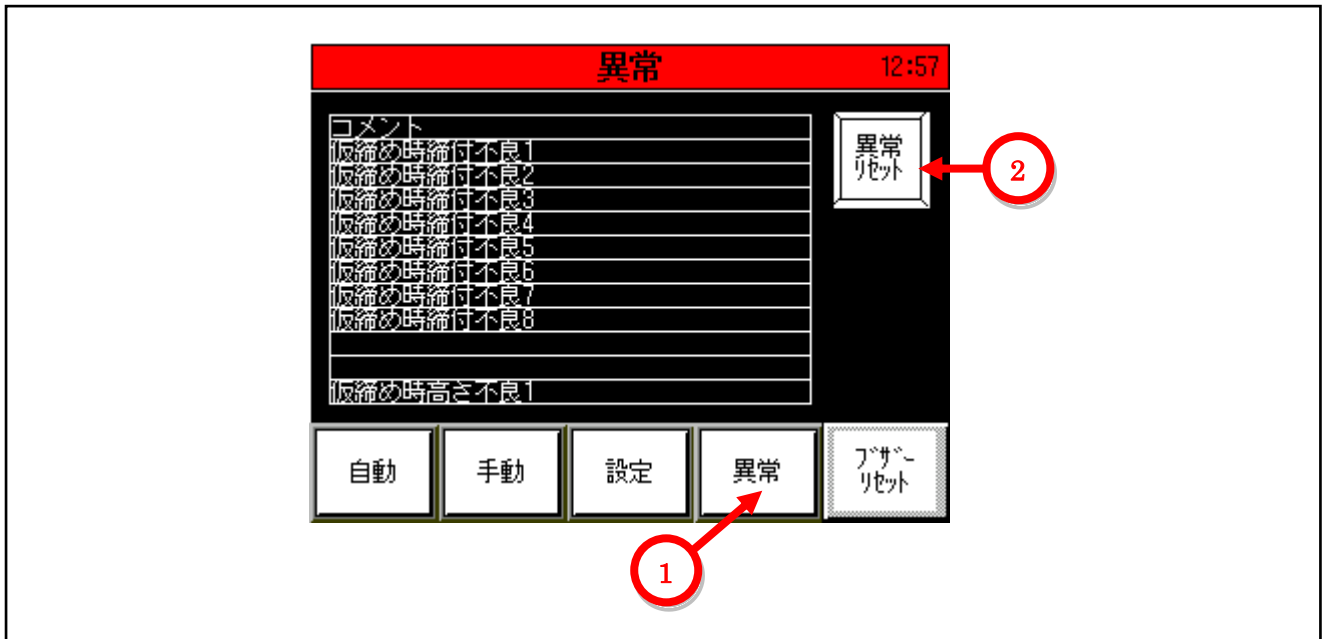 異常 12:57
コメント
仮締め時締付不良1
仮締め時締付不良2
仮締め時締付不良3
仮締め時締付不良4
仮締め時締付不良5
仮締め時締付不良6
仮締め時締付不良7
仮締め時締付不良8
仮締め時高さ不良1
異常
ﾘｾｯﾄ
2
自動
手動
設定
異常
ﾌﾞｻﾞｰ
ﾘｾｯﾄ
1